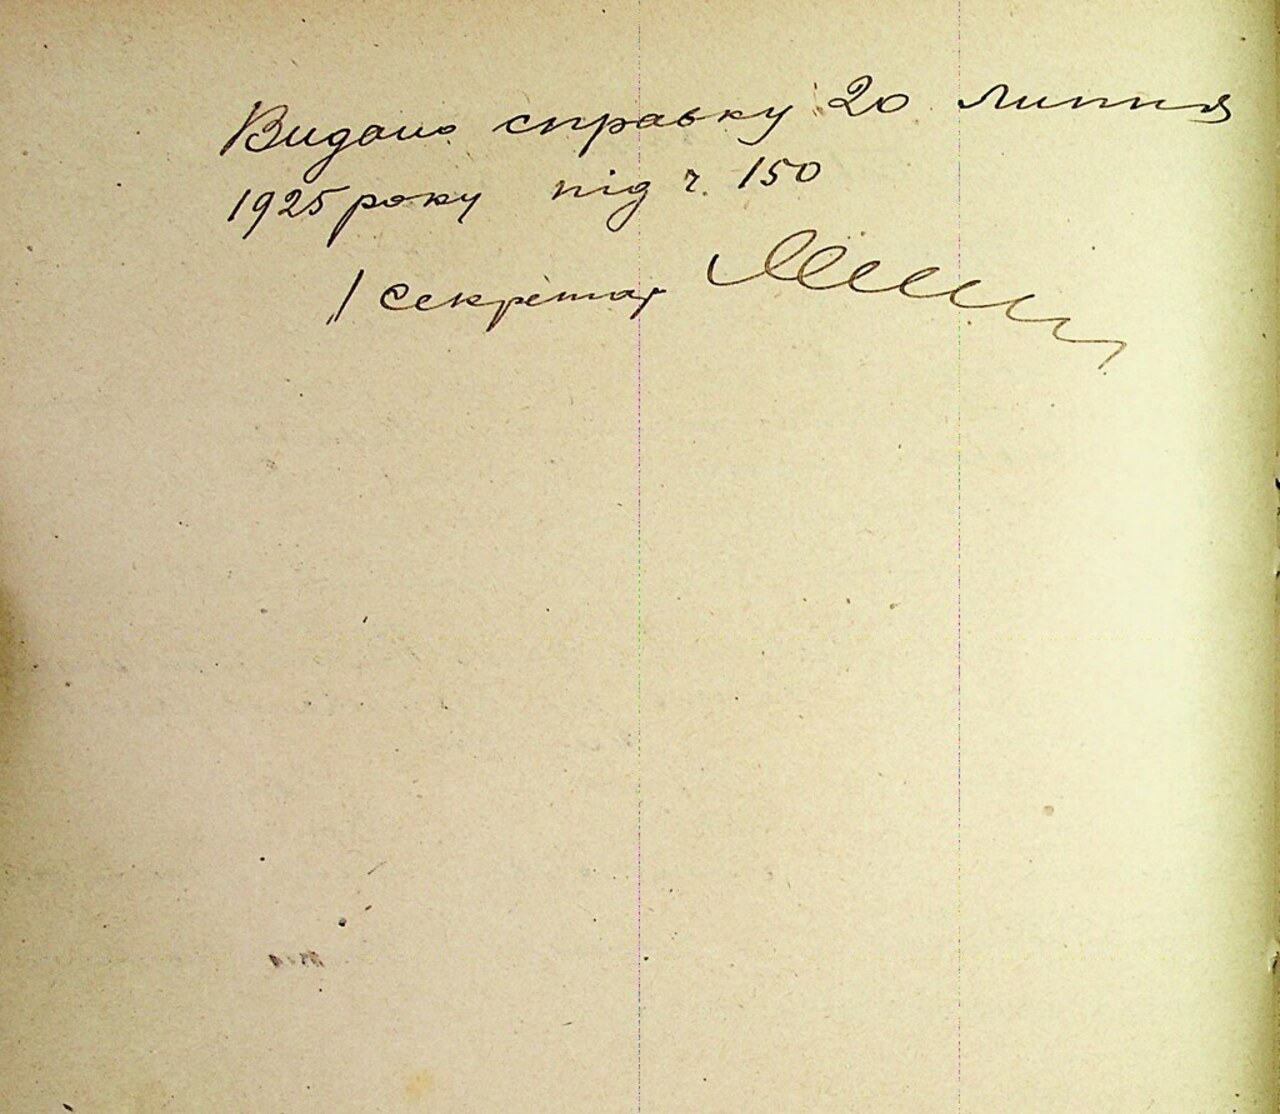 Видано справку 20 липня
1925 року під ч. 150
/ Секретар